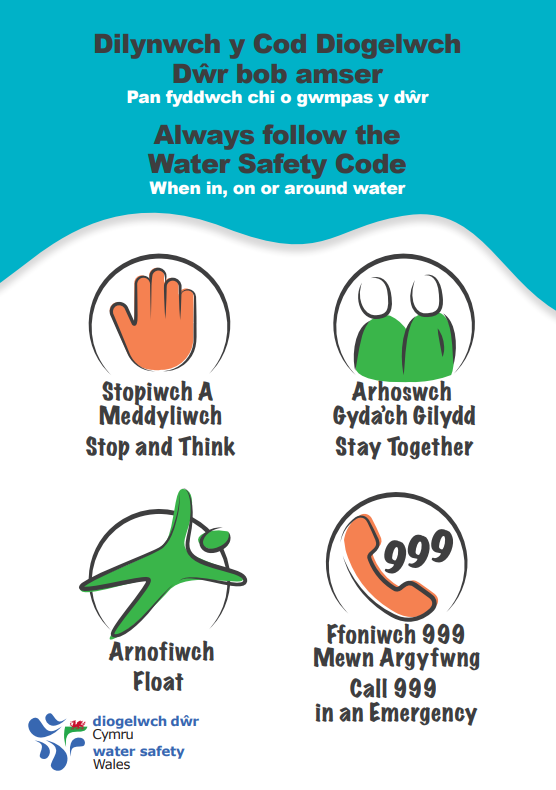 Dilynwch y Cod Diogelwch
Dŵr bob amser
Pan fyddwch chi o gwmpas y dŵr
Always follow the
Water Safety Code
When in, on or around water
Stopiwch A
Meddyliwch
Stop and Think
Arhoswch
Gyda'ch Gilydd
Stay Together
Arnofiwch
Float
999
Ffoniwch 999
Mewn Argyfwng
Call 999
in an Emergency
diogelwch dŵr
Cymru
water safety
Wales